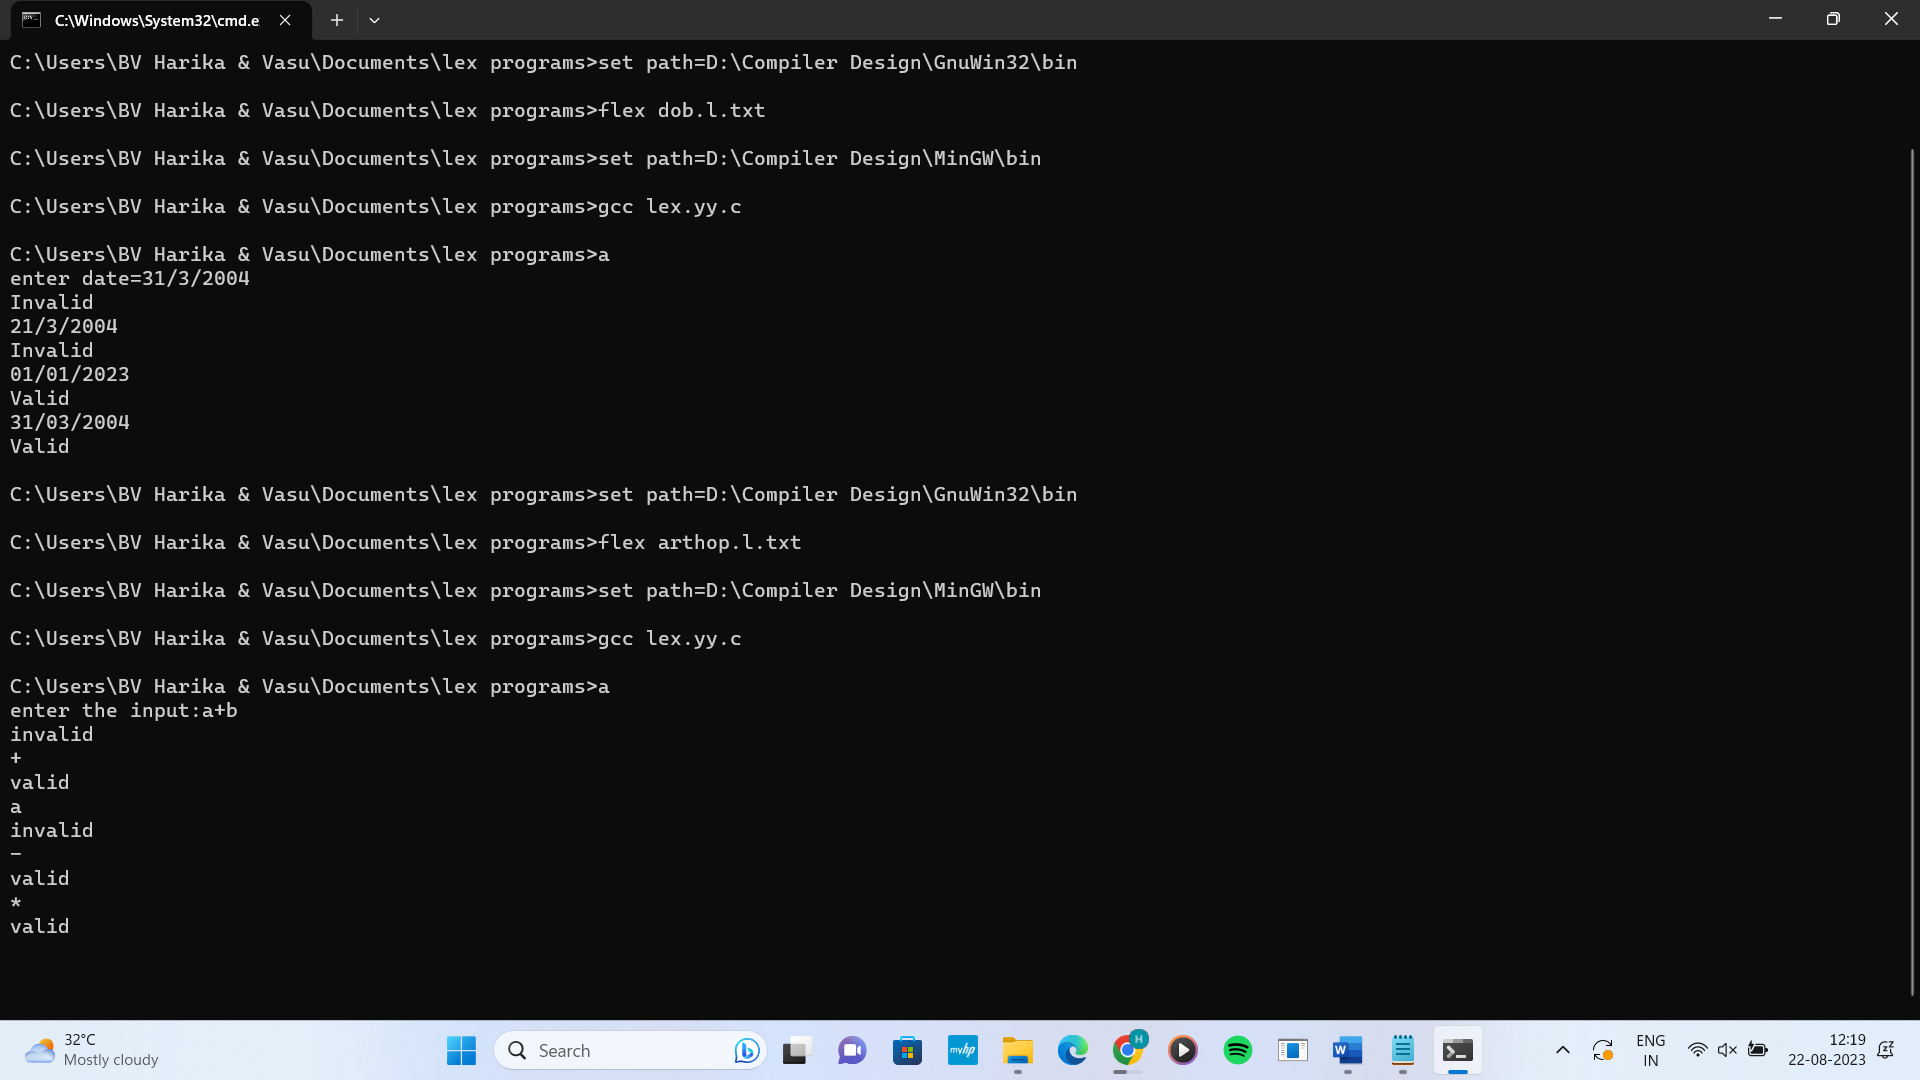 C:\Windows\System32\cmd.e
C:\Users\BV Harika & Vasu\Documents\lex programs>set path=D:\Compiler Design\GnuWin32\bin
C:\Users\BV Harika & Vasu\Documents\lex programs>flex dob.l.txt
C:\Users\BV Harika & Vasu\Documents\lex programs>set path=D:\Compiler Design\MinGW\bin
C:\Users\BV Harika & Vasu\Documents\lex programs>gcc lex.yy.c
C:\Users\BV Harika & Vasu\Documents\lex programs>a
enter date=31/3/2004
Invalid
21/3/2004
Invalid
01/01/2023
Valid
31/03/2004
Valid
C:\Users\BV Harika & Vasu\Documents\lex programs>set path=D:\Compiler Design\GnuWin32\bin
C:\Users\BV Harika & Vasu\Documents\lex programs>flex arthop.l.txt
C:\Users\BV Harika & Vasu\Documents\lex programs>set path=D:\Compiler Design\MinGW\bin
C:\Users\BV Harika & Vasu\Documents\lex programs>gcc lex.yy.c
C:\Users\BV Harika & Vasu\Documents\lex programs>a
enter the input:a+b
invalid
+
valid
a
invalid
-
valid
*
valid
32°C
Mostly cloudy
Search
myhp
H
W
ENG
IN
12:19
22-08-2023